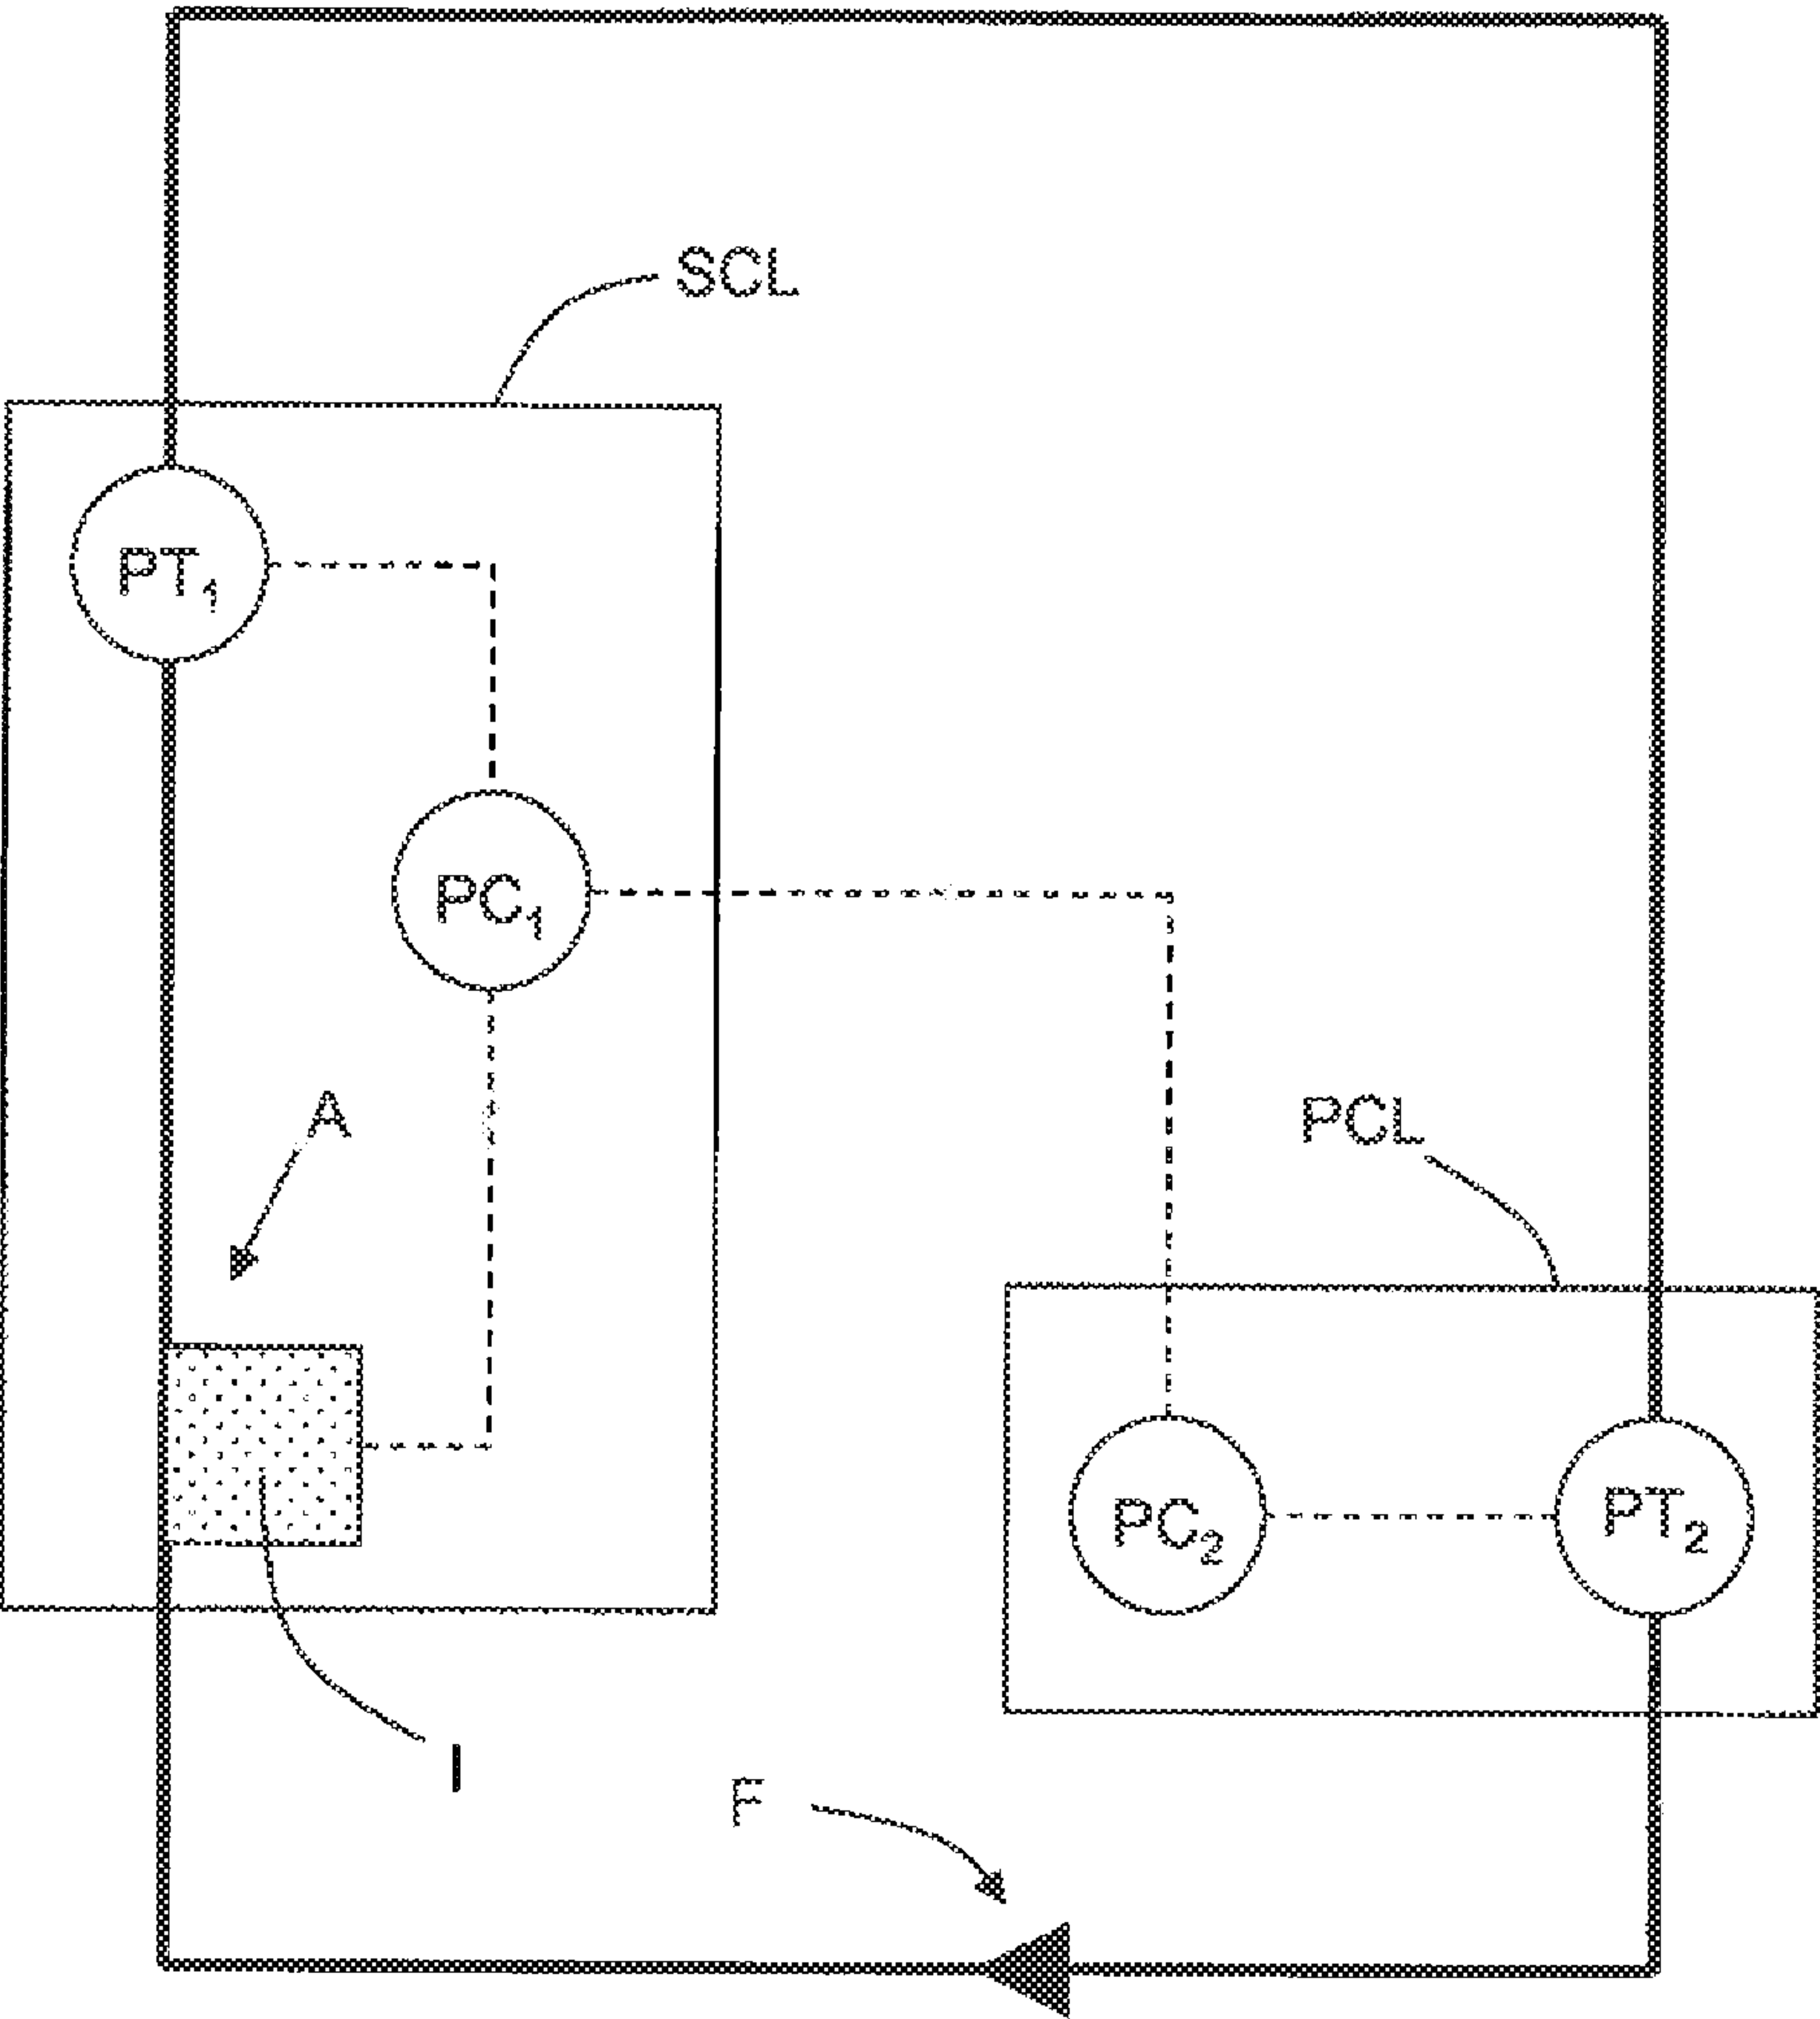 SCL
PT₁
PC₁
A
PCL
PC₂
PT₂
I
F